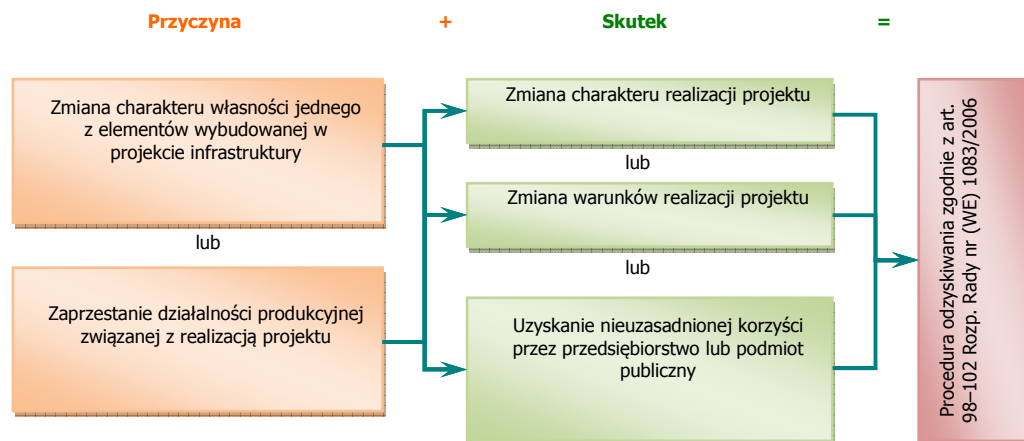 Przyczyna + Skutek =
Zmiana charakteru własności jednego
z elementów wybudowanej w
projekcie infrastruktury
lub
Zaprzestanie działalności produkcyjnej
związanej z realizacją projektu
Zmiana charakteru realizacji projektu
lub
Zmiana warunków realizacji projektu
lub
Uzyskanie nieuzasadnionej korzyści
przez przedsiębiorstwo lub podmiot
publiczny
Procedura odzyskiwania zgodnie z art.
98–102 Rozp. Rady nr (WE) 1083/2006